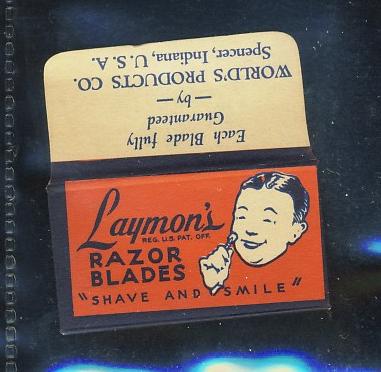 Each Blade fully
Guaranteed
— by —
WORLD'S PRODUCTS CO.
Spencer, Indiana, U. S. A.
Laymon's
REG. U.S. PAT. OFF.
RAZOR
BLADES
"SHAVE AND SMILE"